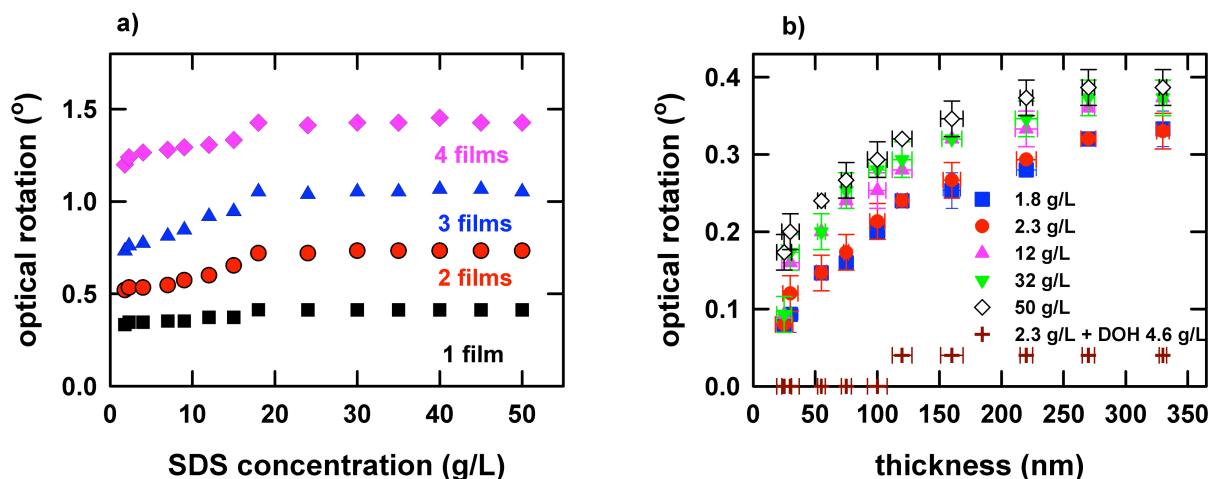 a)
optical rotation (º)
1.5
1.0
0.5
0.0
4 films
3 films
2 films
1 film
0 10 20 30 40 50
SDS concentration (g/L)
b)
optical rotation (º)
0.4
0.3
0.2
0.1
0.0
1.8 g/L
2.3 g/L
12 g/L
32 g/L
50 g/L
2.3 g/L + DOH 4.6 g/L
0 50 100 150 200 250 300 350
thickness (nm)